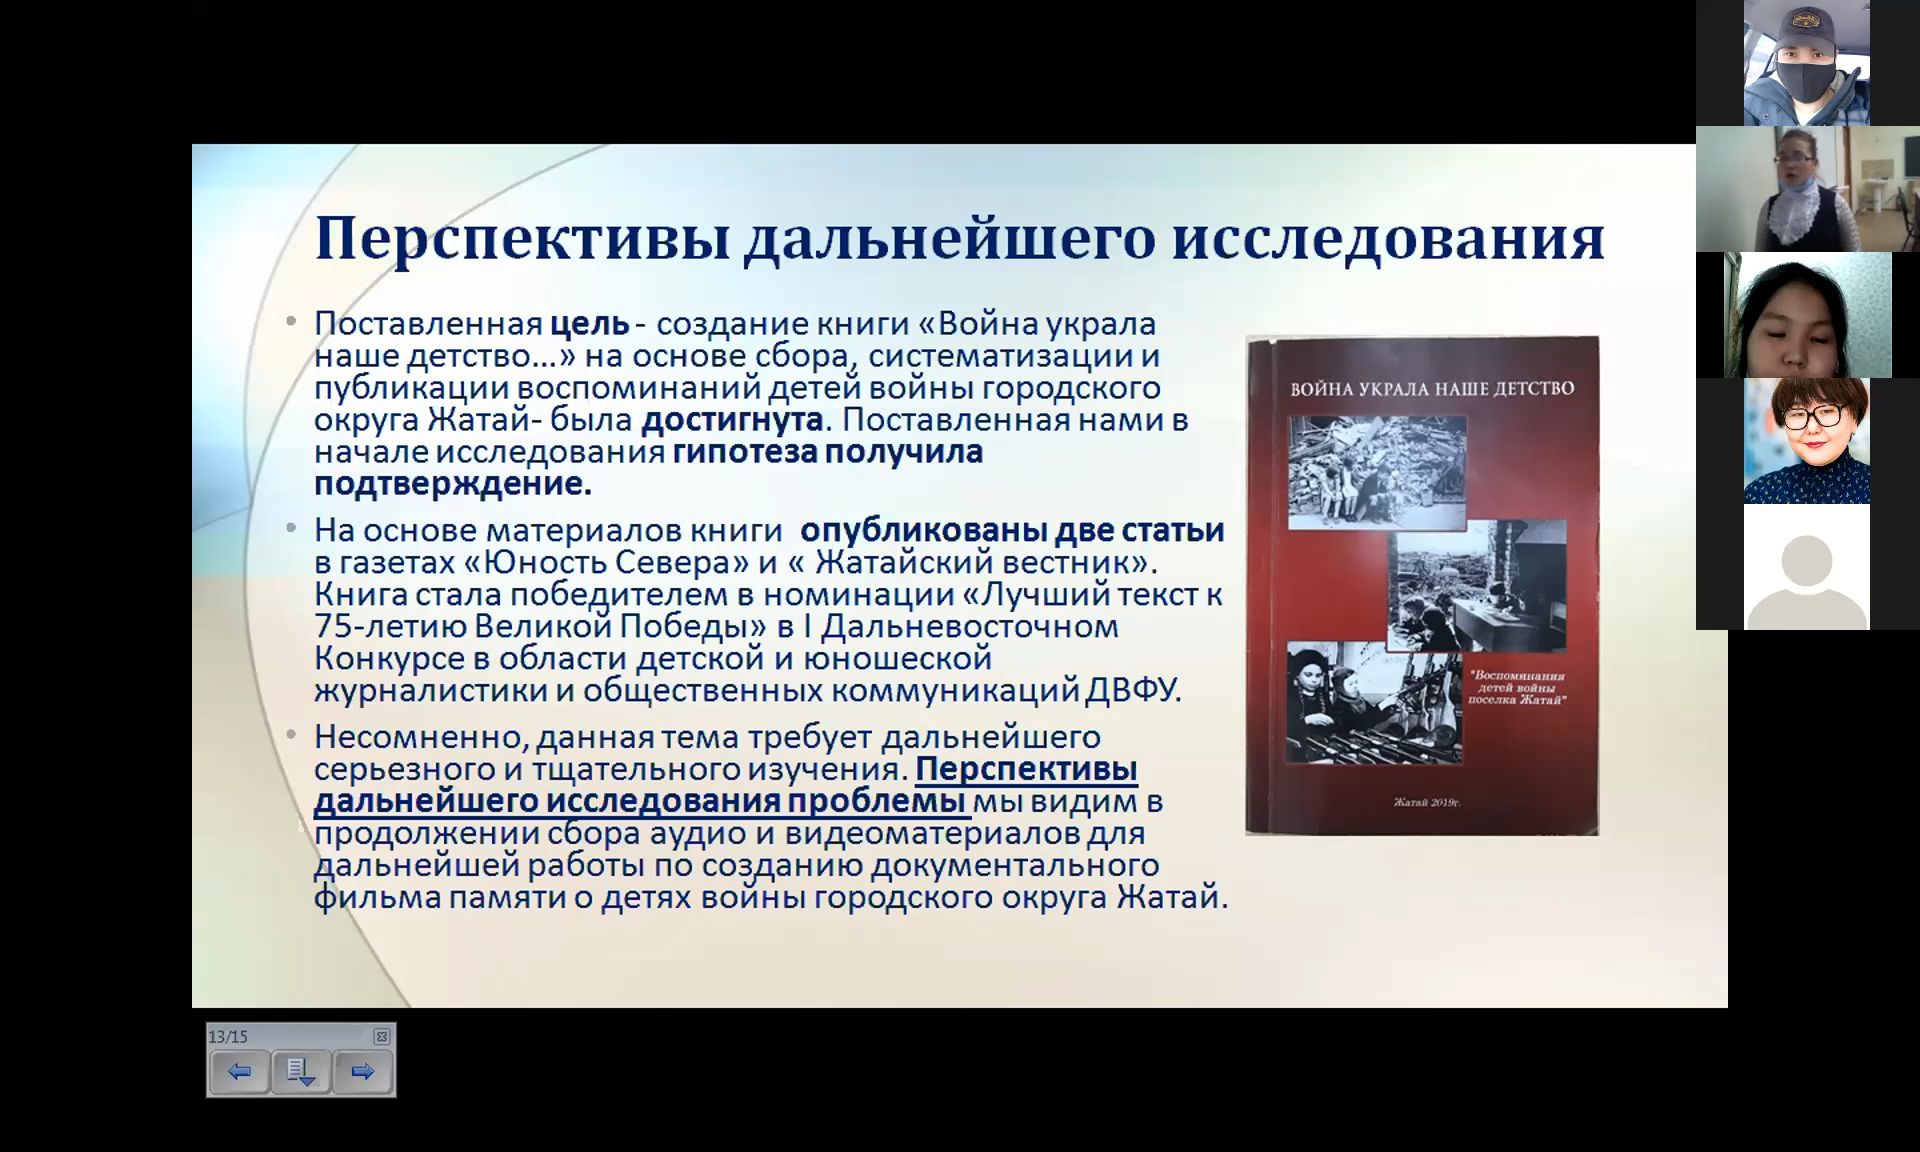 Перспективы дальнейшего исследования
• Поставленная цель - создание книги «Война украла
наше детство...» на основе сбора, систематизации и
публикации воспоминаний детей войны городского
округа Жатай- была достигнута. Поставленная нами в
начале исследования гипотеза получила
подтверждение.
• На основе материалов книги опубликованы две статьи
в газетах «Юность Севера» и « Жатайский вестник».
Книга стала победителем в номинации «Лучший текст к
75-летию Великой Победы» в I Дальневосточном
Конкурсе в области детской и юношеской
журналистики и общественных коммуникаций ДВФУ.
• Несомненно, данная тема требует дальнейшего
серьезного и тщательного изучения. Перспективы
дальнейшего исследования проблемы мы видим в
продолжении сбора аудио и видеоматериалов для
дальнейшей работы по созданию документального
фильма памяти о детях войны городского округа Жатай.
ВОЙНА УКРАЛА НАШЕ ДЕТСТВО
"Воспоминания
детей войны
поселка Жатай"
Жатай 2019г.
13/15